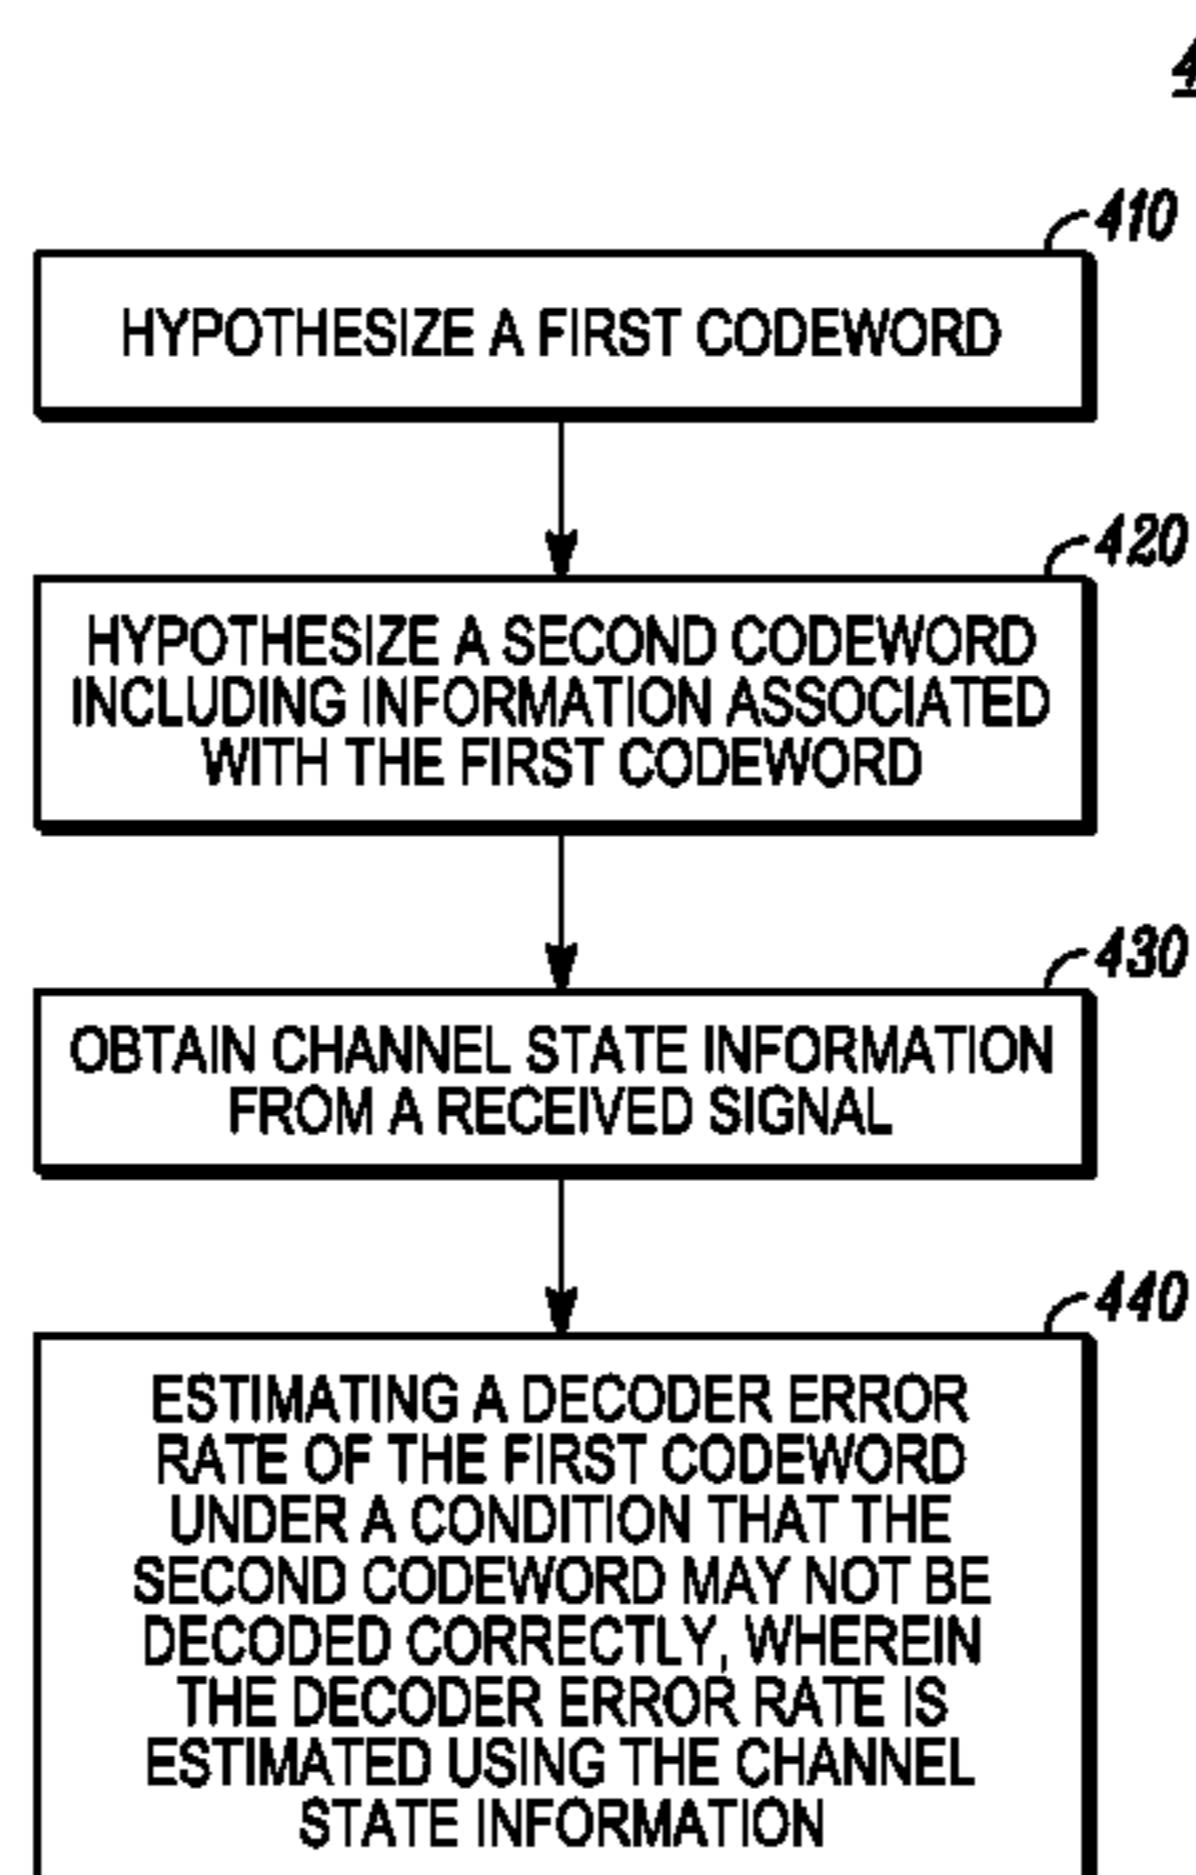 410
HYPOTHESIZE A FIRST CODEWORD
420
HYPOTHESIZE A SECOND CODEWORD
INCLUDING INFORMATION ASSOCIATED
WITH THE FIRST CODEWORD
430
OBTAIN CHANNEL STATE INFORMATION
FROM A RECEIVED SIGNAL
440
ESTIMATING A DECODER ERROR
RATE OF THE FIRST CODEWORD
UNDER A CONDITION THAT THE
SECOND CODEWORD MAY NOT BE
DECODED CORRECTLY, WHEREIN
THE DECODER ERROR RATE IS
ESTIMATED USING THE CHANNEL
STATE INFORMATION